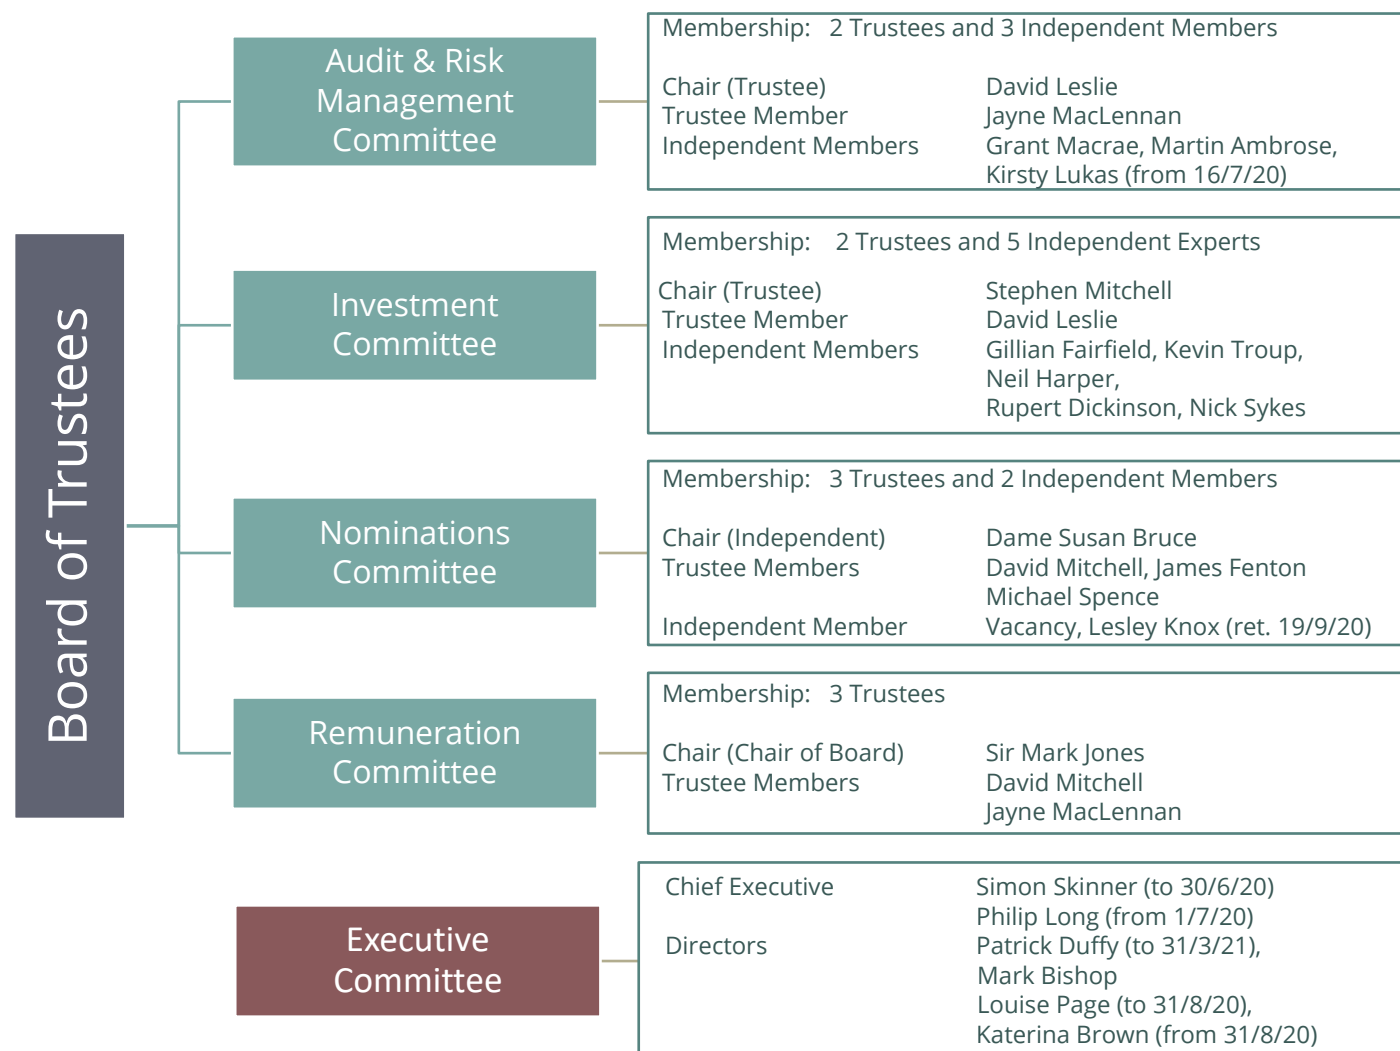 Board of Trustees
Audit & Risk
Management
Committee
Membership: 2 Trustees and 3 Independent Members
Chair (Trustee) David Leslie
Trustee Member Jayne MacLennan
Independent Members Grant Macrae, Martin Ambrose,
Kirsty Lukas (from 16/7/20)
Investment
Committee
Membership: 2 Trustees and 5 Independent Experts
Chair (Trustee) Stephen Mitchell
Trustee Member David Leslie
Independent Members Gillian Fairfield, Kevin Troup,
Neil Harper,
Rupert Dickinson, Nick Sykes
Nominations
Committee
Membership: 3 Trustees and 2 Independent Members
Chair (Independent) Dame Susan Bruce
Trustee Members David Mitchell, James Fenton
Michael Spence
Independent Member Vacancy, Lesley Knox (ret. 19/9/20)
Remuneration
Committee
Membership: 3 Trustees
Chair (Chair of Board) Sir Mark Jones
Trustee Members David Mitchell
Jayne MacLennan
Executive
Committee
Chief Executive Simon Skinner (to 30/6/20)
Philip Long (from 1/7/20)
Directors Patrick Duffy (to 31/3/21),
Mark Bishop
Louise Page (to 31/8/20),
Katerina Brown (from 31/8/20)